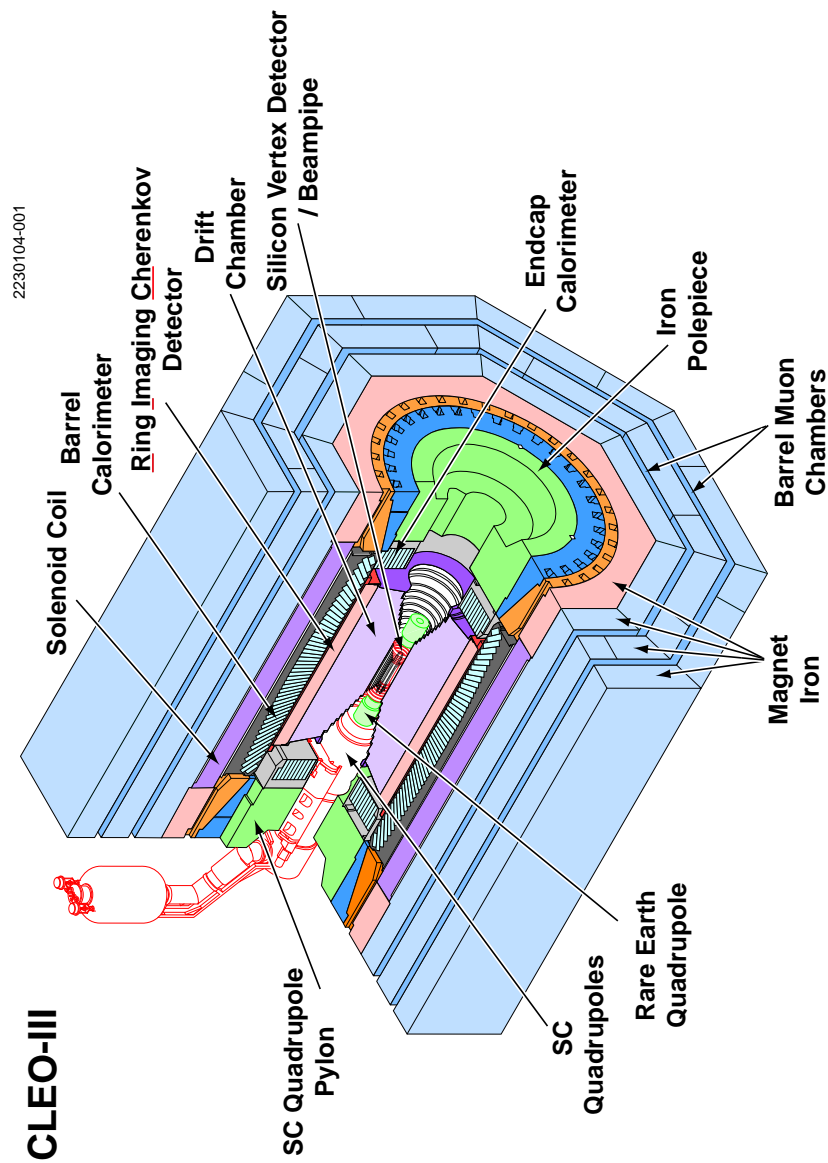 CLEO-III
2230104-001
Solenoid Coil
Barrel
Calorimeter
Ring Imaging Cherenkov
Detector
Drift
Chamber
Silicon Vertex Detector
/ Beampipe
Endcap
Calorimeter
Iron
Polepiece
Barrel Muon
Chambers
Magnet
Iron
Rare Earth
Quadrupole
SC
Quadrupoles
SC Quadrupole
Pylon